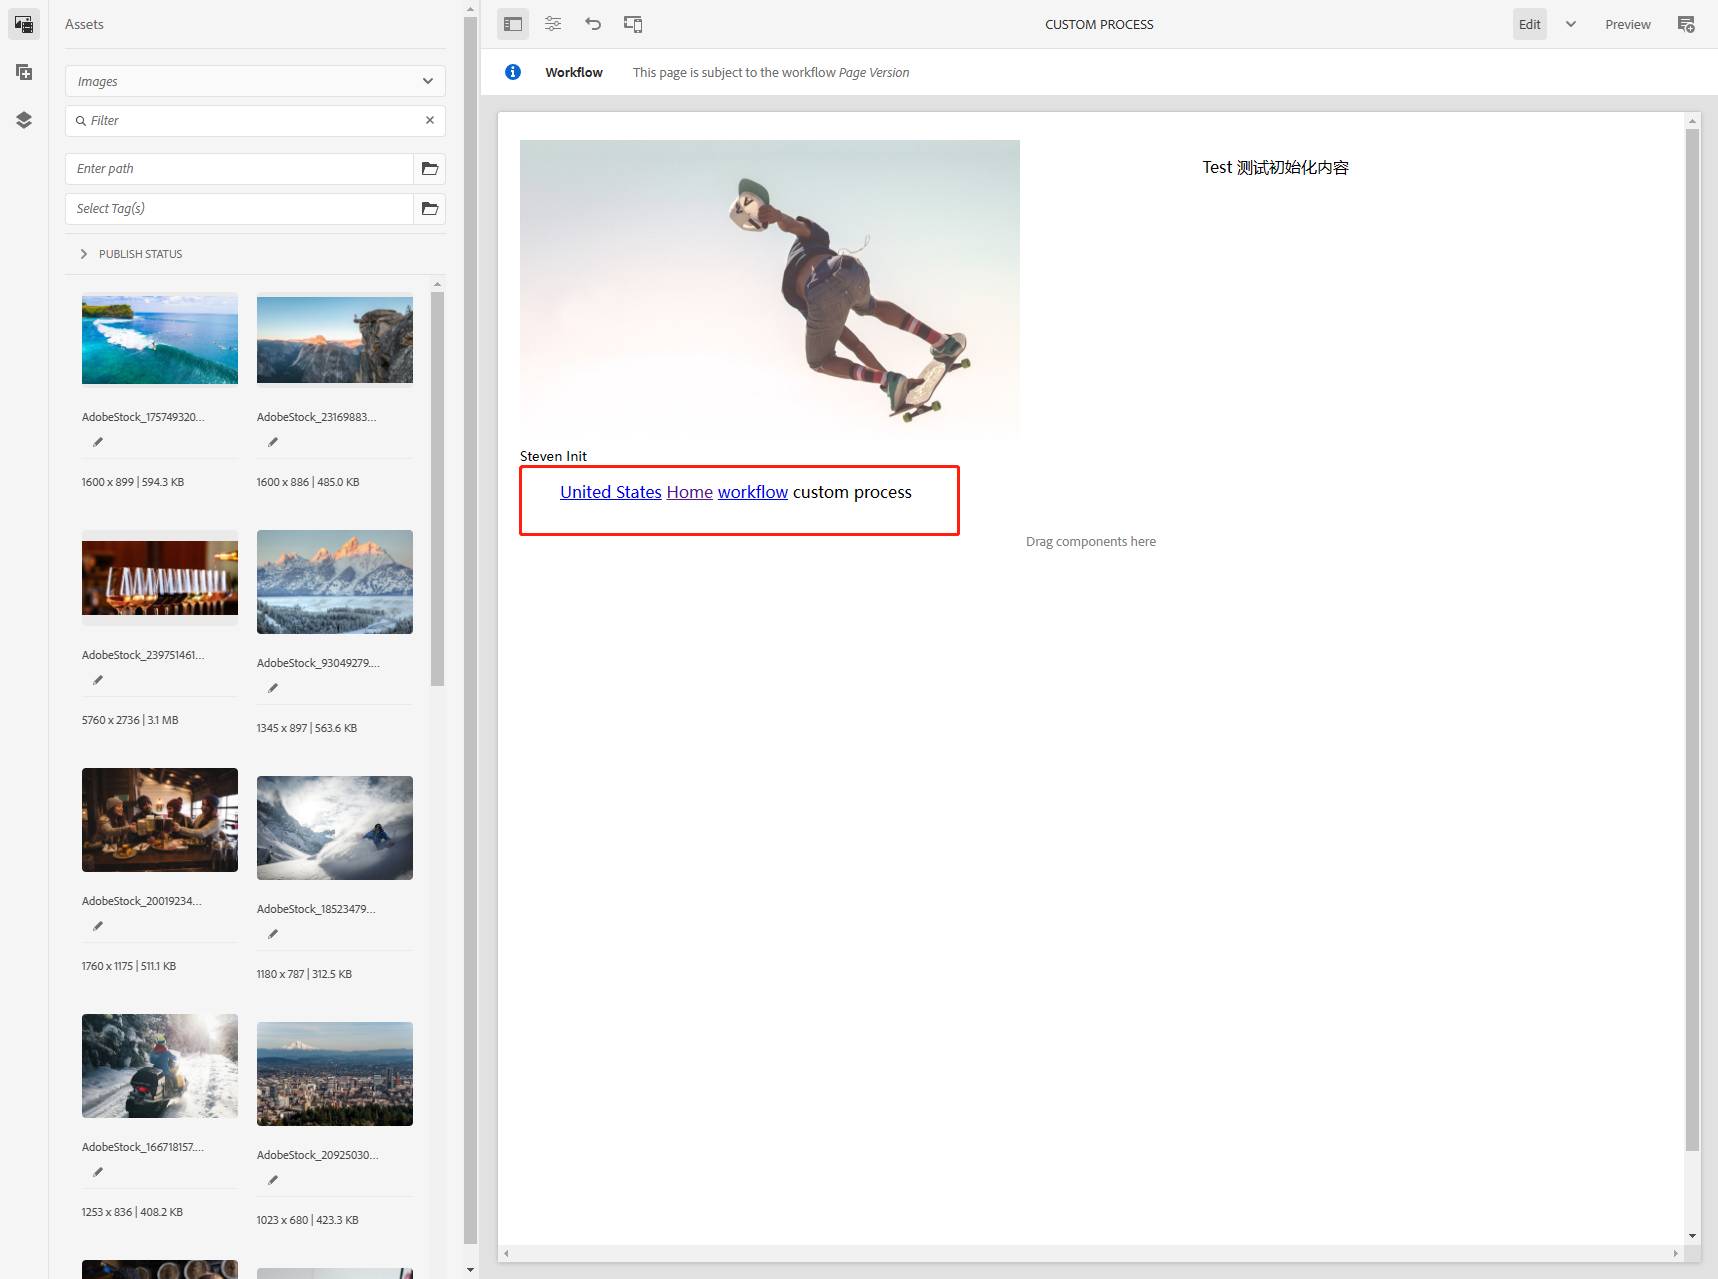 Assets
Images
Filter
Enter path
Select Tag(s)
PUBLISH STATUS
AdobeStock_175749320...
1600 x 899 | 594.3 KB
AdobeStock_23169883...
1600 x 886 | 485.0 KB
AdobeStock_239751461...
5760 x 2736 | 3.1 MB
AdobeStock_93049279....
1345 x 897 | 563.6 KB
AdobeStock_20019234...
1760 x 1175 | 511.1 KB
AdobeStock_18523479...
1180 x 787 | 312.5 KB
AdobeStock_166718157....
1253 x 836 | 408.2 KB
AdobeStock_20925030...
1023 x 680 | 423.3 KB
CUSTOM PROCESS
Edit
Preview
Workflow This page is subject to the workflow Page Version
Test 测试初始化内容
Steven Init
United States Home workflow custom process
Drag components here